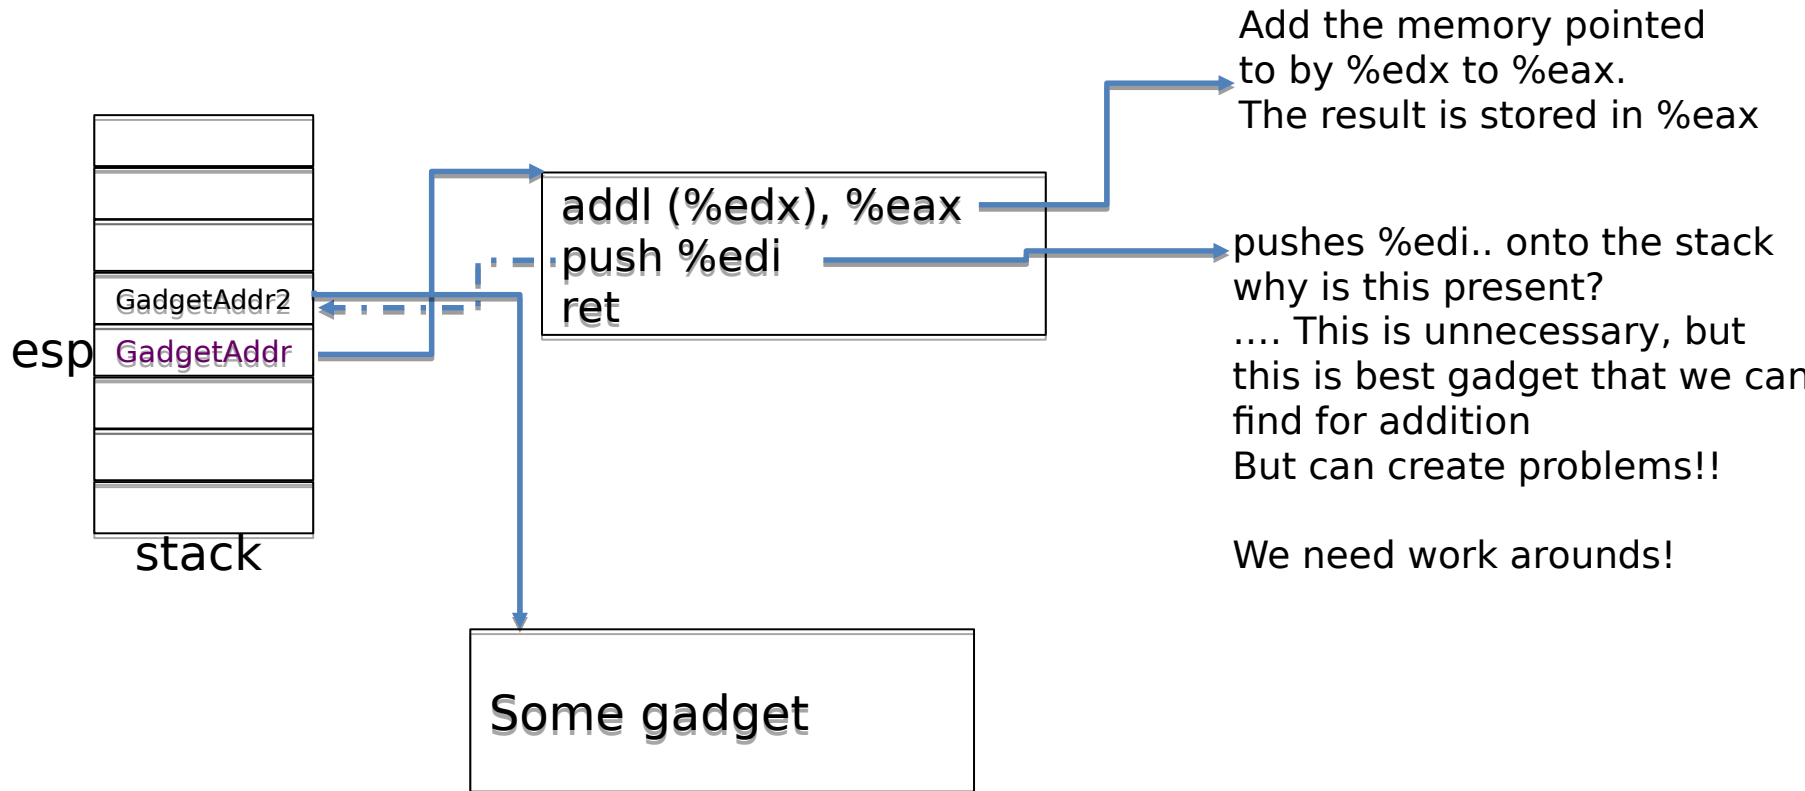 Add the memory pointed
to by %edx to %eax.
The result is stored in %eax
addl (%edx), %eax
push %edi
ret
pushes %edi.. onto the stack
why is this present?
.... This is unnecessary, but
this is best gadget that we can
find for addition
But can create problems!!
We need work arounds!
GadgetAddr2
esp
GadgetAddr
stack
Some gadget